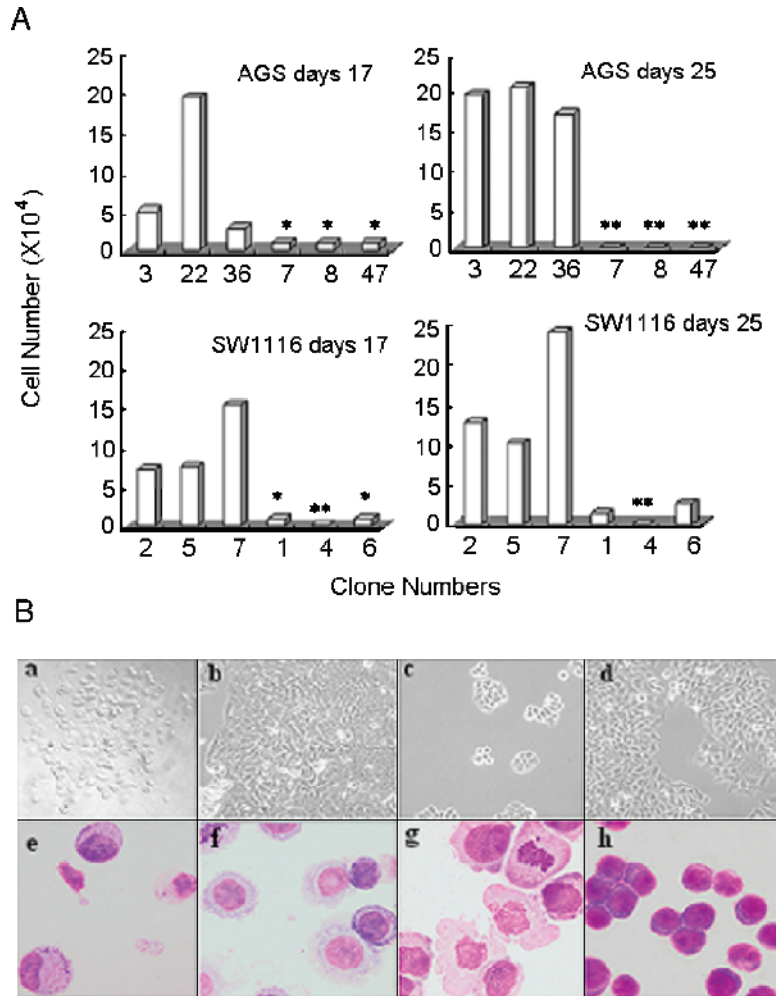 A
Cell Number (X10⁴)
AGS days 17
25
20
15
10
5
0
* * *
3 22 36 7 8 47
AGS days 25
25
20
15
10
5
0
** ** **
3 22 36 7 8 47
SW1116 days 17
25
20
15
10
5
0
* ** *
2 5 7 1 4 6
SW1116 days 25
25
20
15
10
5
0
**
2 5 7 1 4 6
Clone Numbers
B
a b c d
e f g h